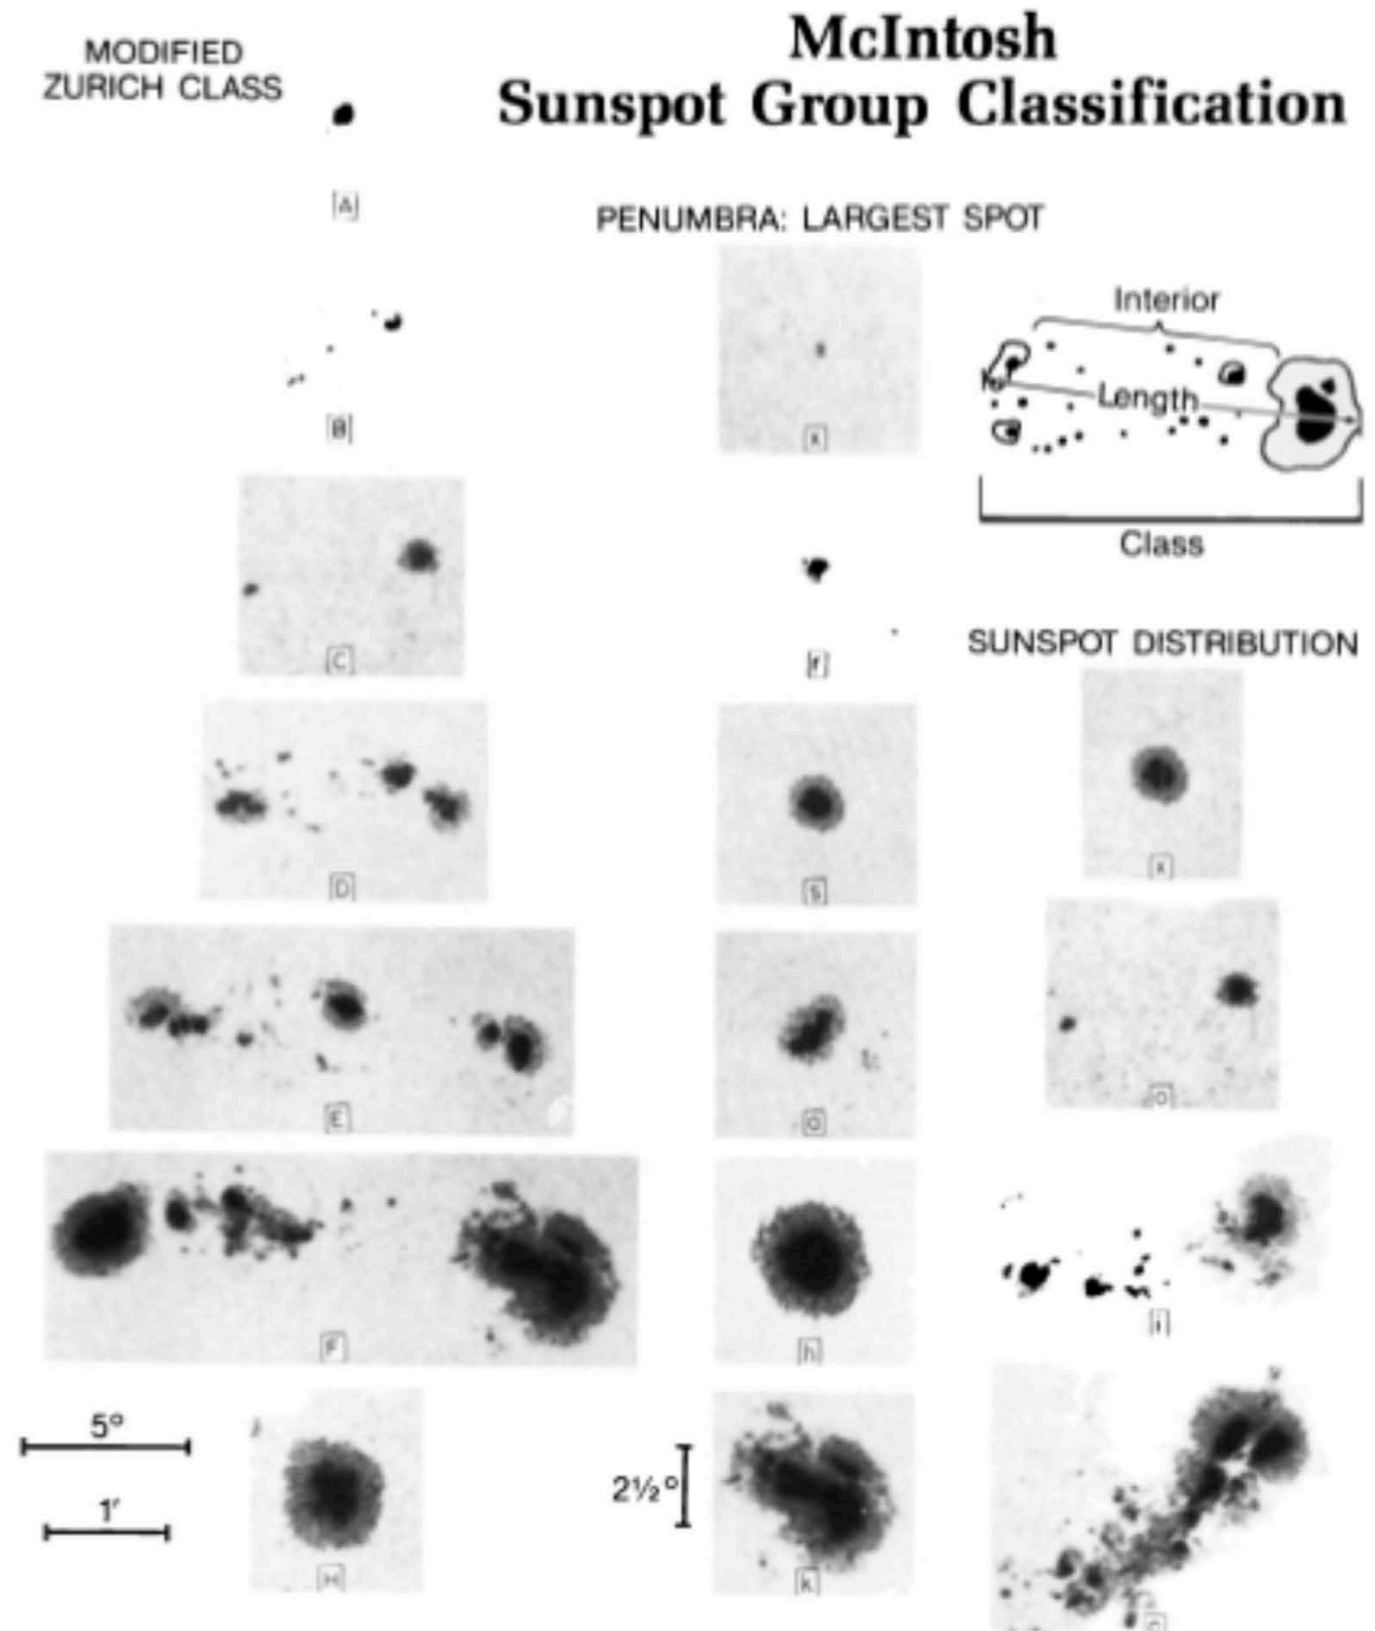 MODIFIED
ZURICH CLASS
McIntosh
Sunspot Group Classification
A
B
C
D
E
F
5°
1'
H
PENUMBRA: LARGEST SPOT
x
r
s
o
h
2½°
k
Interior
Length
Class
SUNSPOT DISTRIBUTION
x
o
i
c